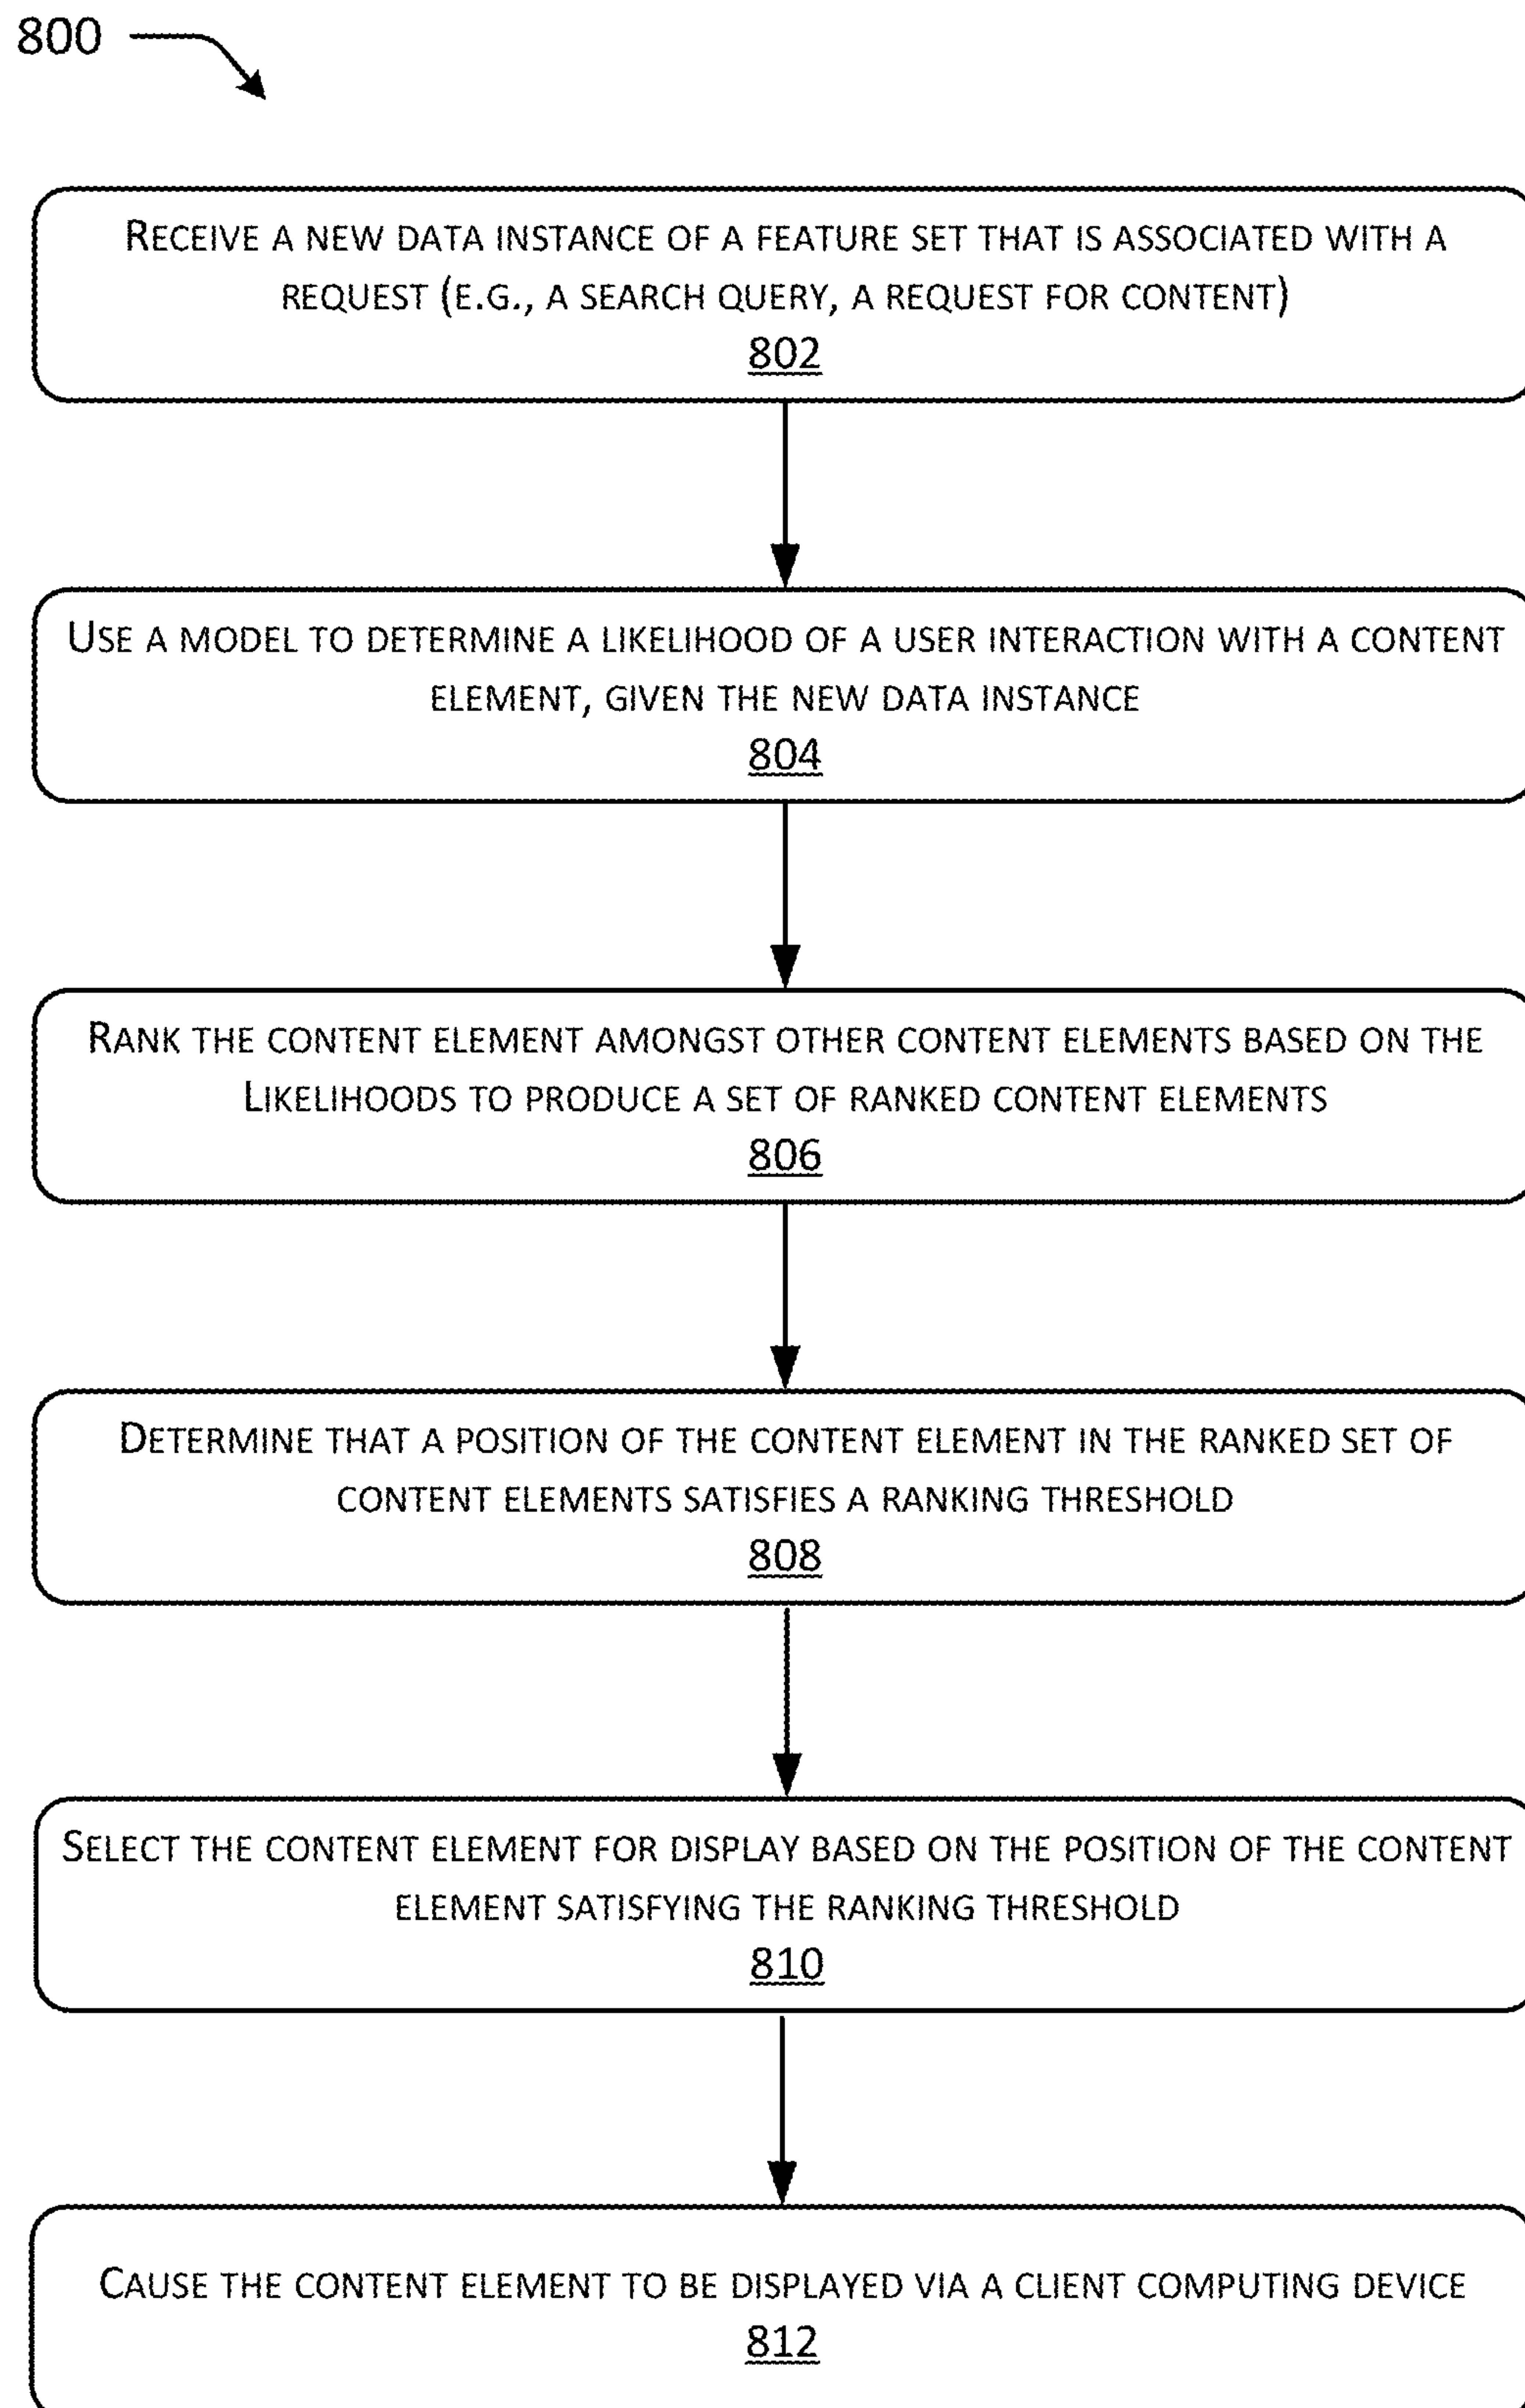 800
RECEIVE A NEW DATA INSTANCE OF A FEATURE SET THAT IS ASSOCIATED WITH A
REQUEST (E.G., A SEARCH QUERY, A REQUEST FOR CONTENT)
802
USE A MODEL TO DETERMINE A LIKELIHOOD OF A USER INTERACTION WITH A CONTENT
ELEMENT, GIVEN THE NEW DATA INSTANCE
804
RANK THE CONTENT ELEMENT AMONGST OTHER CONTENT ELEMENTS BASED ON THE
LIKELIHOODS TO PRODUCE A SET OF RANKED CONTENT ELEMENTS
806
DETERMINE THAT A POSITION OF THE CONTENT ELEMENT IN THE RANKED SET OF
CONTENT ELEMENTS SATISFIES A RANKING THRESHOLD
808
SELECT THE CONTENT ELEMENT FOR DISPLAY BASED ON THE POSITION OF THE CONTENT
ELEMENT SATISFYING THE RANKING THRESHOLD
810
CAUSE THE CONTENT ELEMENT TO BE DISPLAYED VIA A CLIENT COMPUTING DEVICE
812